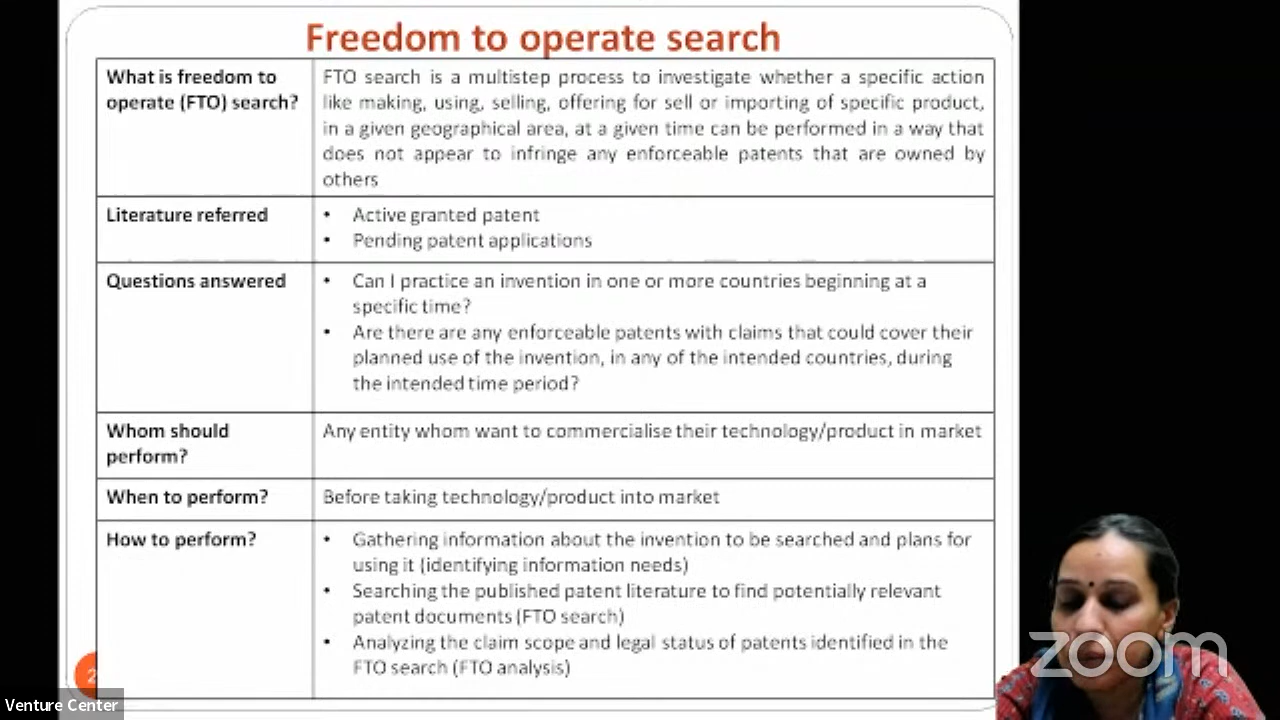 Freedom to operate search
What is freedom to
operate (FTO) search?
FTO search is a multistep process to investigate whether a specific action
like making, using, selling, offering for sell or importing of specific product,
in a given geographical area, at a given time can be performed in a way that
does not appear to infringe any enforceable patents that are owned by
others
Literature referred
• Active granted patent
• Pending patent applications
Questions answered
• Can I practice an invention in one or more countries beginning at a
specific time?
• Are there are any enforceable patents with claims that could cover their
planned use of the invention, in any of the intended countries, during
the intended time period?
Whom should
perform?
Any entity whom want to commercialise their technology/product in market
When to perform?
Before taking technology/product into market
How to perform?
• Gathering information about the invention to be searched and plans for
using it (identifying information needs)
• Searching the published patent literature to find potentially relevant
patent documents (FTO search)
• Analyzing the claim scope and legal status of patents identified in the
FTO search (FTO analysis)
Venture Center
zoom